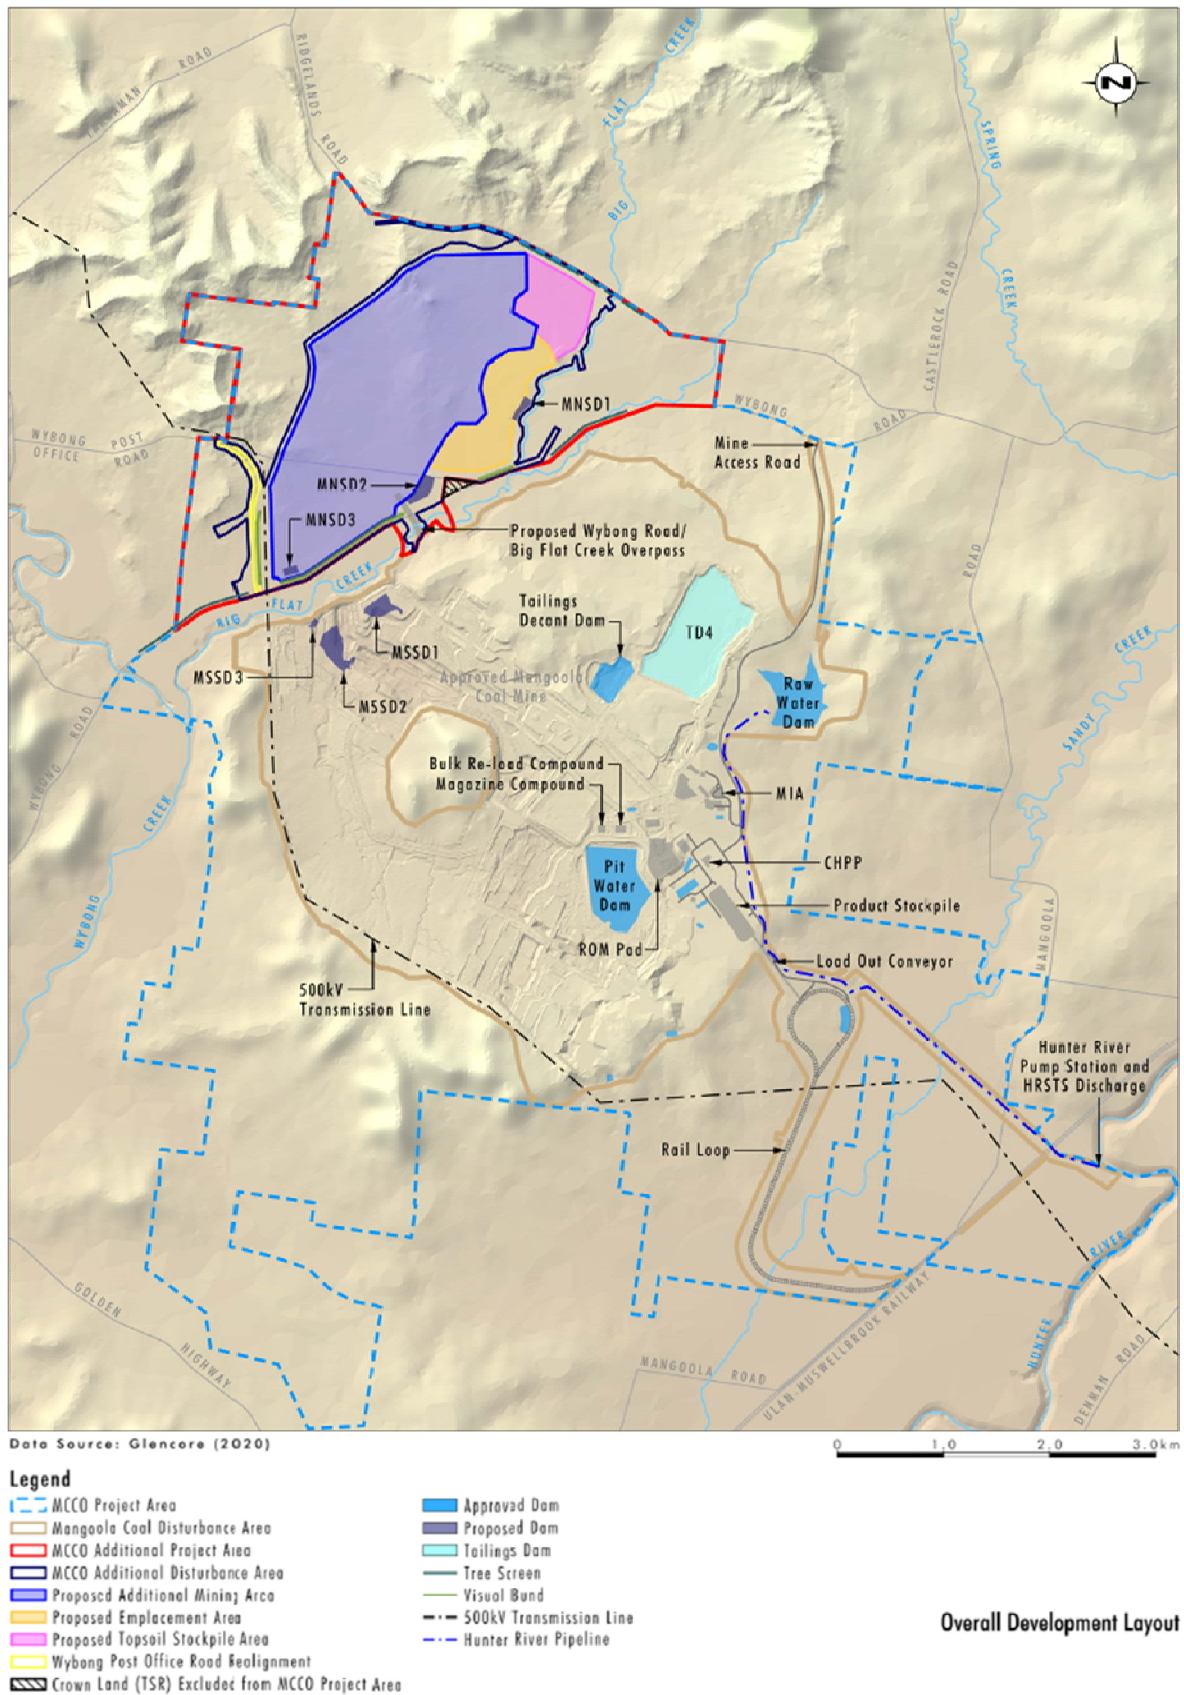 CREEK
FLAT
BIG
ROAD
RIDGELANDS
ROAD
N
SPRING
CREEK
CASTLEROCK ROAD
WYBONG
ROAD
WYBONG POST
OFFICE ROAD
MNSD1
Mine
Access Road
MNSD2
MNSD3
Proposed Wybong Road/
Big Flat Creek Overpass
ROAD
CREEK
FLAT
BIG
Tailings
Decant Dam
TD4
MSSD1
MSSD3
MSSD2
Approved Mangoola
Coal Mine
Raw
Water
Dam
CREEK
SANDY
WYBONG ROAD
CREEK
WYBONG
Bulk Re-load Compound
Magazine Compound
MIA
Pit
Water
Dam
CHPP
Product Stockpile
ROM Pad
Load Out Conveyor
MANGOOLA
500kV
Transmission Line
Hunter River
Pump Station and
HRSTS Discharge
Rail Loop
RIVER
HUNTER
GOLDEN
HIGHWAY
MANGOOLA ROAD
ULAN-MUSWELLBROOK RAILWAY
DENMAN ROAD
Data Source: Glencore (2020)
0 1.0 2.0 3.0km
Legend
MCCO Project Area
Mangoola Coal Disturbance Area
MCCO Additional Project Area
MCCO Additional Disturbance Area
Proposed Additional Mining Area
Proposed Emplacement Area
Proposed Topsoil Stockpile Area
Wybong Post Office Road Realignment
Crown Land (TSR) Excluded from MCCO Project Area
Approved Dam
Proposed Dam
Tailings Dam
Tree Screen
Visual Bund
500kV Transmission Line
Hunter River Pipeline
Overall Development Layout